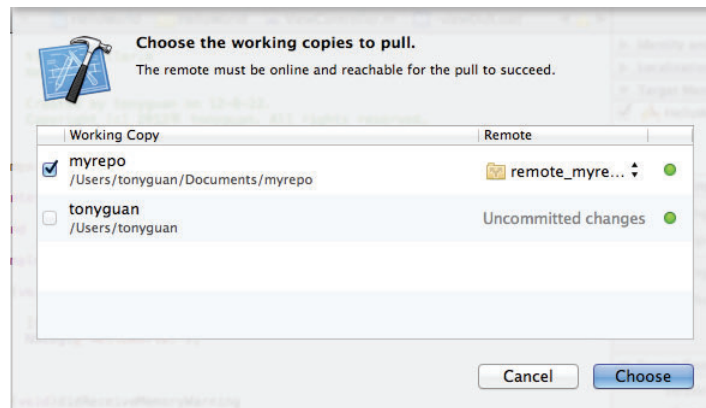 Choose the working copies to pull.
The remote must be online and reachable for the pull to succeed.
Working Copy Remote
myrepo
/Users/tonyguan/Documents/myrepo
remote_myre...
tonyguan
/Users/tonyguan
Uncommitted changes
Cancel Choose